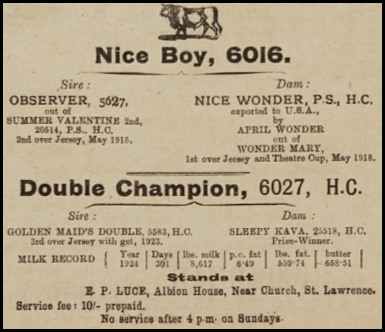 Nice Boy, 6016.
Sire : Dam :
OBSERVER, 5627, NICE WONDER, P.S., H.C.
out of exported to U.S.A.,
SUMMER VALENTINE 2nd, by
20514, P.S., H.C. APRIL WONDER
2nd over Jersey, May 1915. out of
WONDER MARY,
1st over Jersey and Theatre Cup, May 1918.
Double Champion, 6027, H.C.
Sire : Dam :
GOLDEN MAID'S DOUBLE, 5583, H.C. SLEEPY KAVA, 25518, H.C.
3rd over Jersey with get, 1923. Prize-Winner.
MILK RECORD { Year | Days | lbs. milk | p.c. fat | lbs. fat. | butter
1924 | 301 | 8,617 | 6·49 | 559·74 | 658·51
Stands at
E. P. LUCE, Albion House, Near Church, St. Lawrence.
Service fee : 10/- prepaid.
No service after 4 p.m. on Sundays.